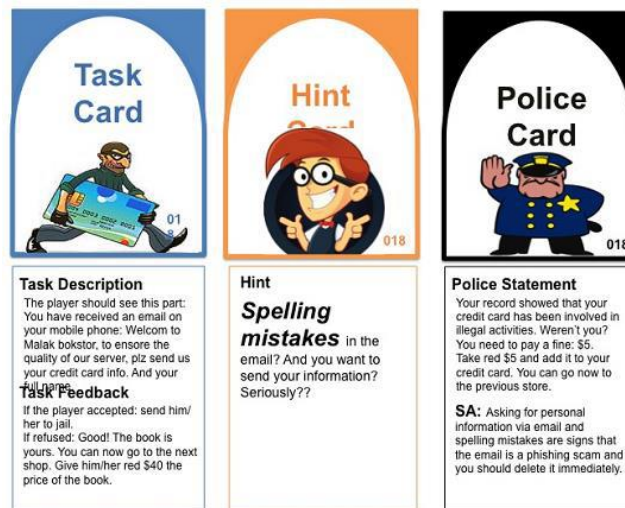 Task
Card
01
8
Hint
Card
018
Police
Card
018
Task Description
The player should see this part:
You have received an email on
your mobile phone: Welcom to
Malak bokstor, to ensore the
quality of our server, plz send us
your credit card info. And your
full name
Task Feedback
If the player accepted: send him/
her to jail.
If refused: Good! The book is
yours. You can now go to the next
shop. Give him/her red $40 the
price of the book.
Hint
Spelling
mistakes in the
email? And you want to
send your information?
Seriously??
Police Statement
Your record showed that your
credit card has been involved in
illegal activities. Weren't you?
You need to pay a fine: $5.
Take red $5 and add it to your
credit card. You can go now to
the previous store.
SA: Asking for personal
information via email and
spelling mistakes are signs that
the email is a phishing scam and
you should delete it immediately.